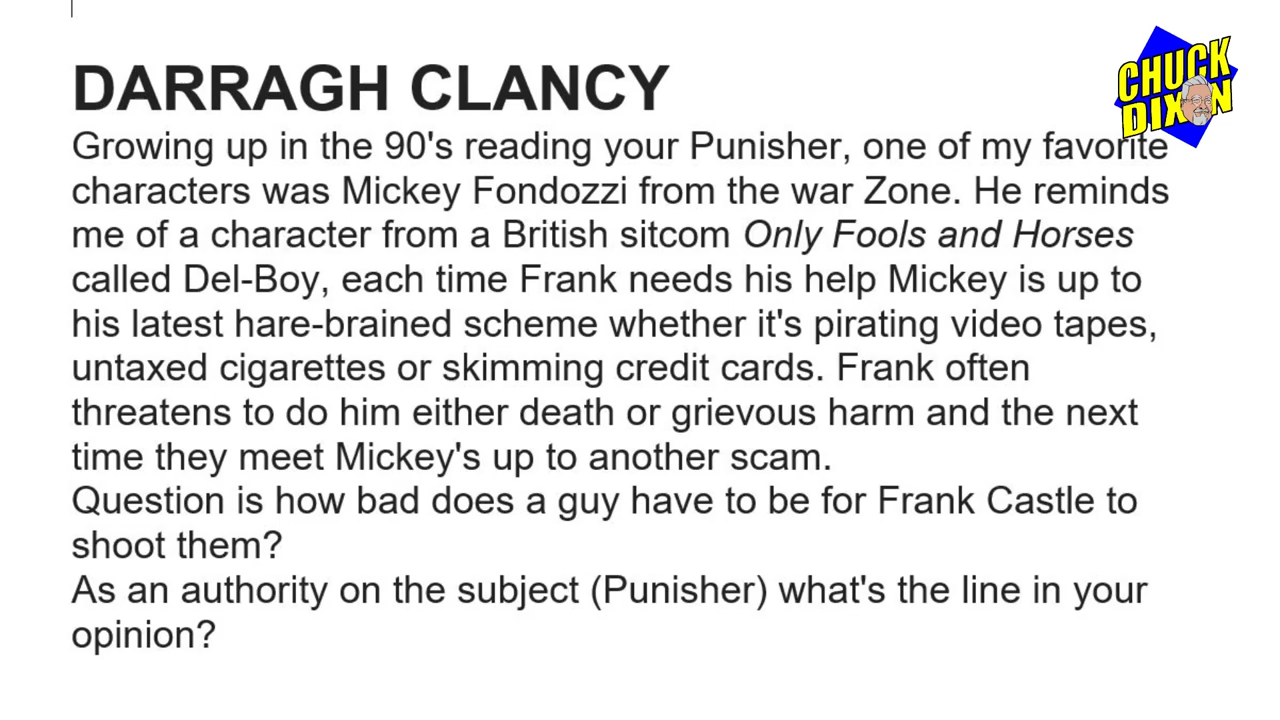 CHUCK
DIXON
DARRAGH CLANCY
Growing up in the 90's reading your Punisher, one of my favorite
characters was Mickey Fondozzi from the war Zone. He reminds
me of a character from a British sitcom Only Fools and Horses
called Del-Boy, each time Frank needs his help Mickey is up to
his latest hare-brained scheme whether it's pirating video tapes,
untaxed cigarettes or skimming credit cards. Frank often
threatens to do him either death or grievous harm and the next
time they meet Mickey's up to another scam.
Question is how bad does a guy have to be for Frank Castle to
shoot them?
As an authority on the subject (Punisher) what's the line in your
opinion?